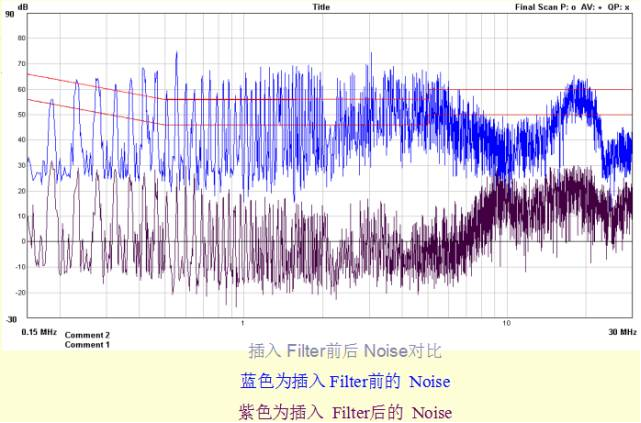 dB Title Final Scan P: o AV: * QP: x
90
80
70
60
50
40
30
20
10
0
-10
-20
-30
0.15 MHz 1 10 30 MHz
Comment 2
Comment 1
插入 Filter前后 Noise对比
蓝色为插入 Filter前的 Noise
紫色为插入 Filter后的 Noise